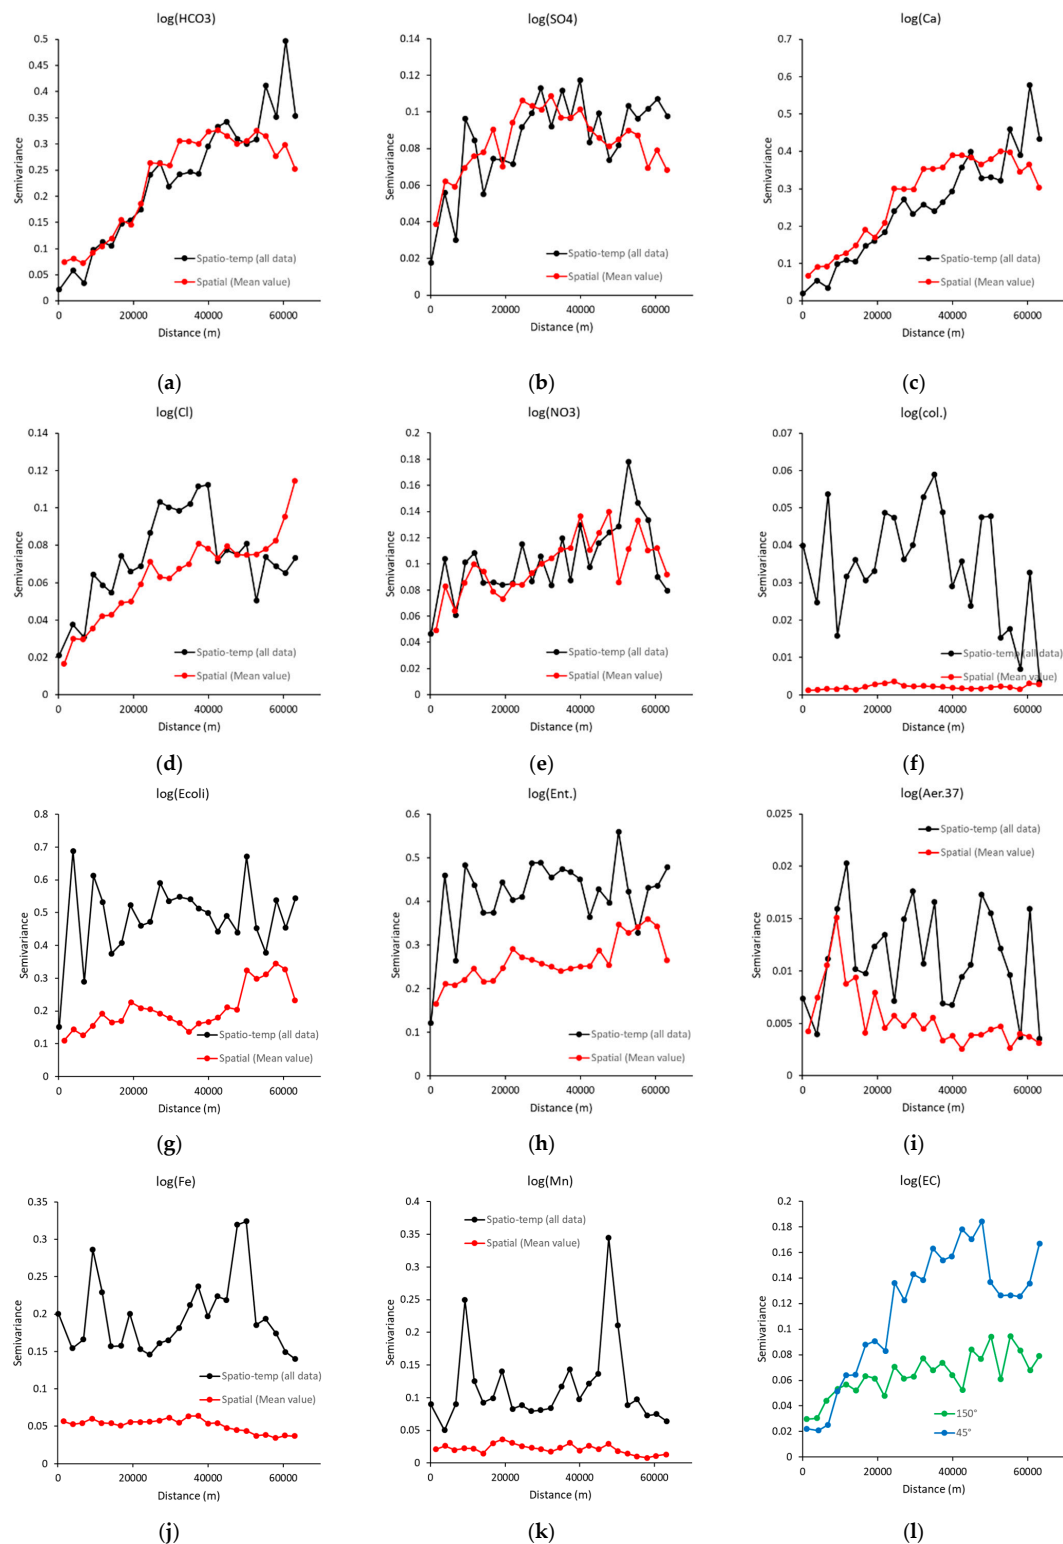 log(HCO3)
Semivariance
0.5
0.45
0.4
0.35
0.3
0.25
0.2
0.15
0.1
0.05
0
Spatio-temp (all data)
Spatial (Mean value)
0 20000 40000 60000
Distance (m)
(a)
log(SO4)
Semivariance
0.14
0.12
0.1
0.08
0.06
0.04
0.02
0
Spatio-temp (all data)
Spatial (Mean value)
0 20000 40000 60000
Distance (m)
(b)
log(Ca)
Semivariance
0.7
0.6
0.5
0.4
0.3
0.2
0.1
0
Spatio-temp (all data)
Spatial (Mean value)
0 20000 40000 60000
Distance (m)
(c)
log(Cl)
Semivariance
0.14
0.12
0.1
0.08
0.06
0.04
0.02
0
Spatio-temp (all data)
Spatial (Mean value)
0 20000 40000 60000
Distance (m)
(d)
log(NO3)
Semivariance
0.2
0.18
0.16
0.14
0.12
0.1
0.08
0.06
0.04
0.02
0
Spatio-temp (all data)
Spatial (Mean value)
0 20000 40000 60000
Distance (m)
(e)
log(col.)
Semivariance
0.07
0.06
0.05
0.04
0.03
0.02
0.01
0
Spatio-temp (all data)
Spatial (Mean value)
0 20000 40000 60000
Distance (m)
(f)
log(Ecoli)
Semivariance
0.8
0.7
0.6
0.5
0.4
0.3
0.2
0.1
0
Spatio-temp (all data)
Spatial (Mean value)
0 20000 40000 60000
Distance (m)
(g)
log(Ent.)
Semivariance
0.6
0.5
0.4
0.3
0.2
0.1
0
Spatio-temp (all data)
Spatial (Mean value)
0 20000 40000 60000
Distance (m)
(h)
log(Aer.37)
Semivariance
0.025
0.02
0.015
0.01
0.005
0
Spatio-temp (all data)
Spatial (Mean value)
0 20000 40000 60000
Distance (m)
(i)
log(Fe)
Semivariance
0.35
0.3
0.25
0.2
0.15
0.1
0.05
0
Spatio-temp (all data)
Spatial (Mean value)
0 20000 40000 60000
Distance (m)
(j)
log(Mn)
Semivariance
0.4
0.35
0.3
0.25
0.2
0.15
0.1
0.05
0
Spatio-temp (all data)
Spatial (Mean value)
0 20000 40000 60000
Distance (m)
(k)
log(EC)
Semivariance
0.2
0.18
0.16
0.14
0.12
0.1
0.08
0.06
0.04
0.02
0
150°
45°
0 20000 40000 60000
Distance (m)
(l)